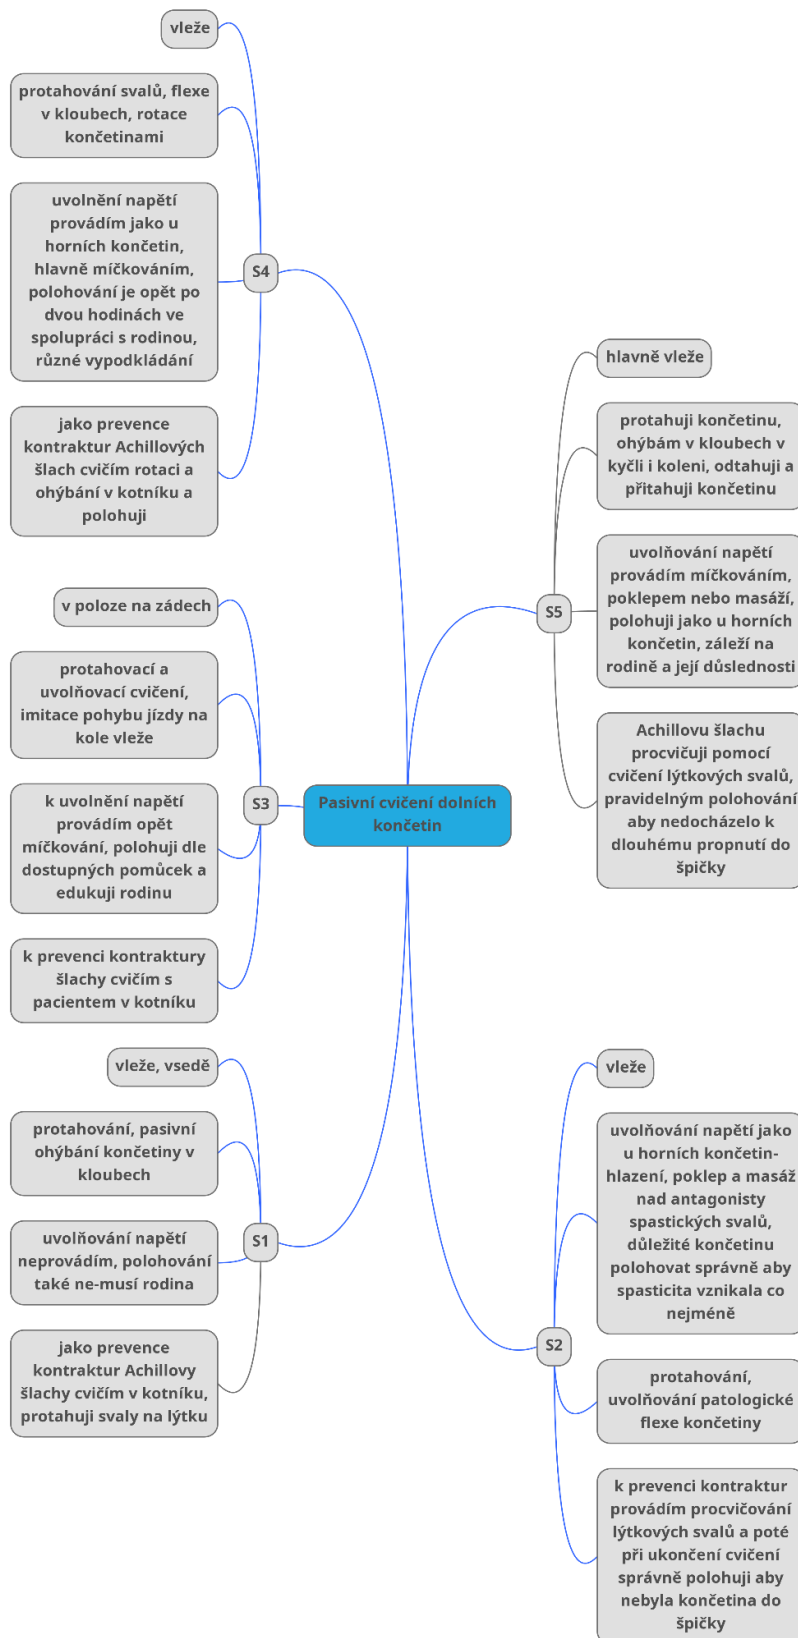 Pasivní cvičení dolních
končetin
S4
vleže
protahování svalů, flexe
v kloubech, rotace
končetinami
uvolnění napětí
provádím jako u
horních končetin,
hlavně míčkováním,
polohování je opět po
dvou hodinách ve
spolupráci s rodinou,
různé vypodkládání
jako prevence
kontraktur Achillových
šlach cvičím rotaci a
ohýbání v kotníku a
polohuji
S3
v poloze na zádech
protahovací a
uvolňovací cvičení,
imitace pohybu jízdy na
kole vleže
k uvolnění napětí
provádím opět
míčkování, polohuji dle
dostupných pomůcek a
edukuji rodinu
k prevenci kontraktury
šlachy cvičím s
pacientem v kotníku
S1
vleže, vsedě
protahování, pasivní
ohýbání končetiny v
kloubech
uvolňování napětí
neprovádím, polohování
také ne-musí rodina
jako prevence
kontraktur Achillovy
šlachy cvičím v kotníku,
protahuji svaly na lýtku
S5
hlavně vleže
protahuji končetinu,
ohýbám v kloubech v
kyčli i koleni, odtahuji a
přitahuji končetinu
uvolňování napětí
provádím míčkováním,
poklepem nebo masáží,
polohuji jako u horních
končetin, záleží na
rodině a její důslednosti
Achillovu šlachu
procvičuji pomocí
cvičení lýtkových svalů,
pravidelným polohování
aby nedocházelo k
dlouhému propnutí do
špičky
S2
vleže
uvolňování napětí jako
u horních končetin-
hlazení, poklep a masáž
nad antagonisty
spastických svalů,
důležité končetinu
polohovat správně aby
spasticita vznikala co
nejméně
protahování,
uvolňování patologické
flexe končetiny
k prevenci kontraktur
provádím procvičování
lýtkových svalů a poté
při ukončení cvičení
správně polohuji aby
nebyla končetina do
špičky